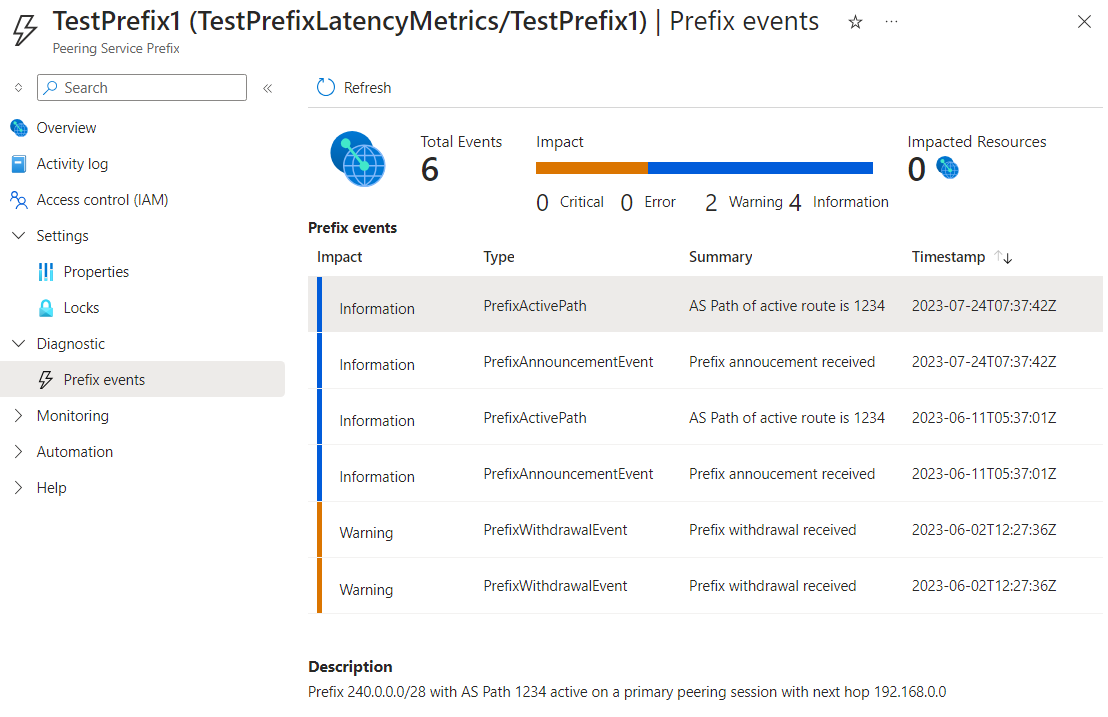 TestPrefix1 (TestPrefixLatencyMetrics/TestPrefix1) | Prefix events ☆ ···
Peering Service Prefix
Search
Overview
Activity log
Access control (IAM)
Settings
Properties
Locks
Diagnostic
Prefix events
Monitoring
Automation
Help
Refresh
Total Events
6
Impact
0 Critical 0 Error 2 Warning 4 Information
Impacted Resources
0
Prefix events
Impact Type Summary Timestamp ↑↓
Information PrefixActivePath AS Path of active route is 1234 2023-07-24T07:37:42Z
Information PrefixAnnouncementEvent Prefix annoucement received 2023-07-24T07:37:42Z
Information PrefixActivePath AS Path of active route is 1234 2023-06-11T05:37:01Z
Information PrefixAnnouncementEvent Prefix annoucement received 2023-06-11T05:37:01Z
Warning PrefixWithdrawalEvent Prefix withdrawal received 2023-06-02T12:27:36Z
Warning PrefixWithdrawalEvent Prefix withdrawal received 2023-06-02T12:27:36Z
Description
Prefix 240.0.0.0/28 with AS Path 1234 active on a primary peering session with next hop 192.168.0.0